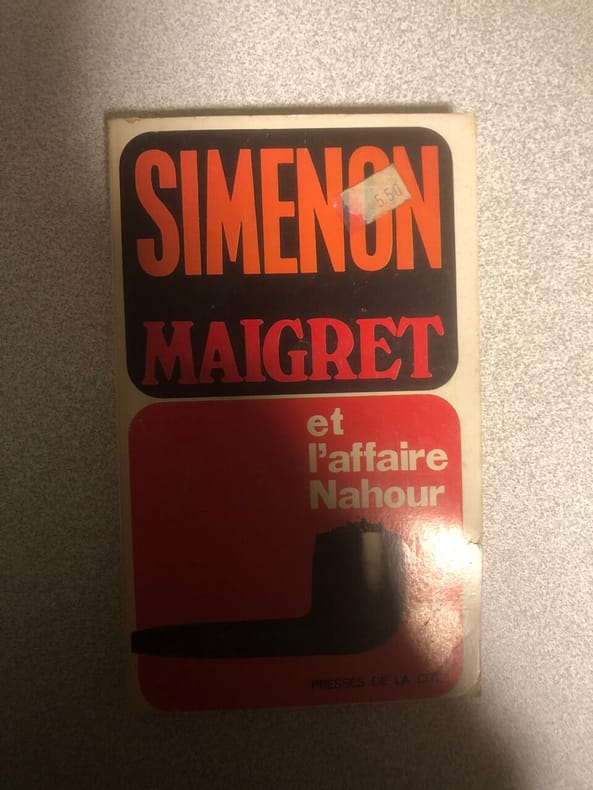 SIMENON
5.50
MAIGRET
et
l'affaire
Nahour
PRESSES DE LA CITÉ